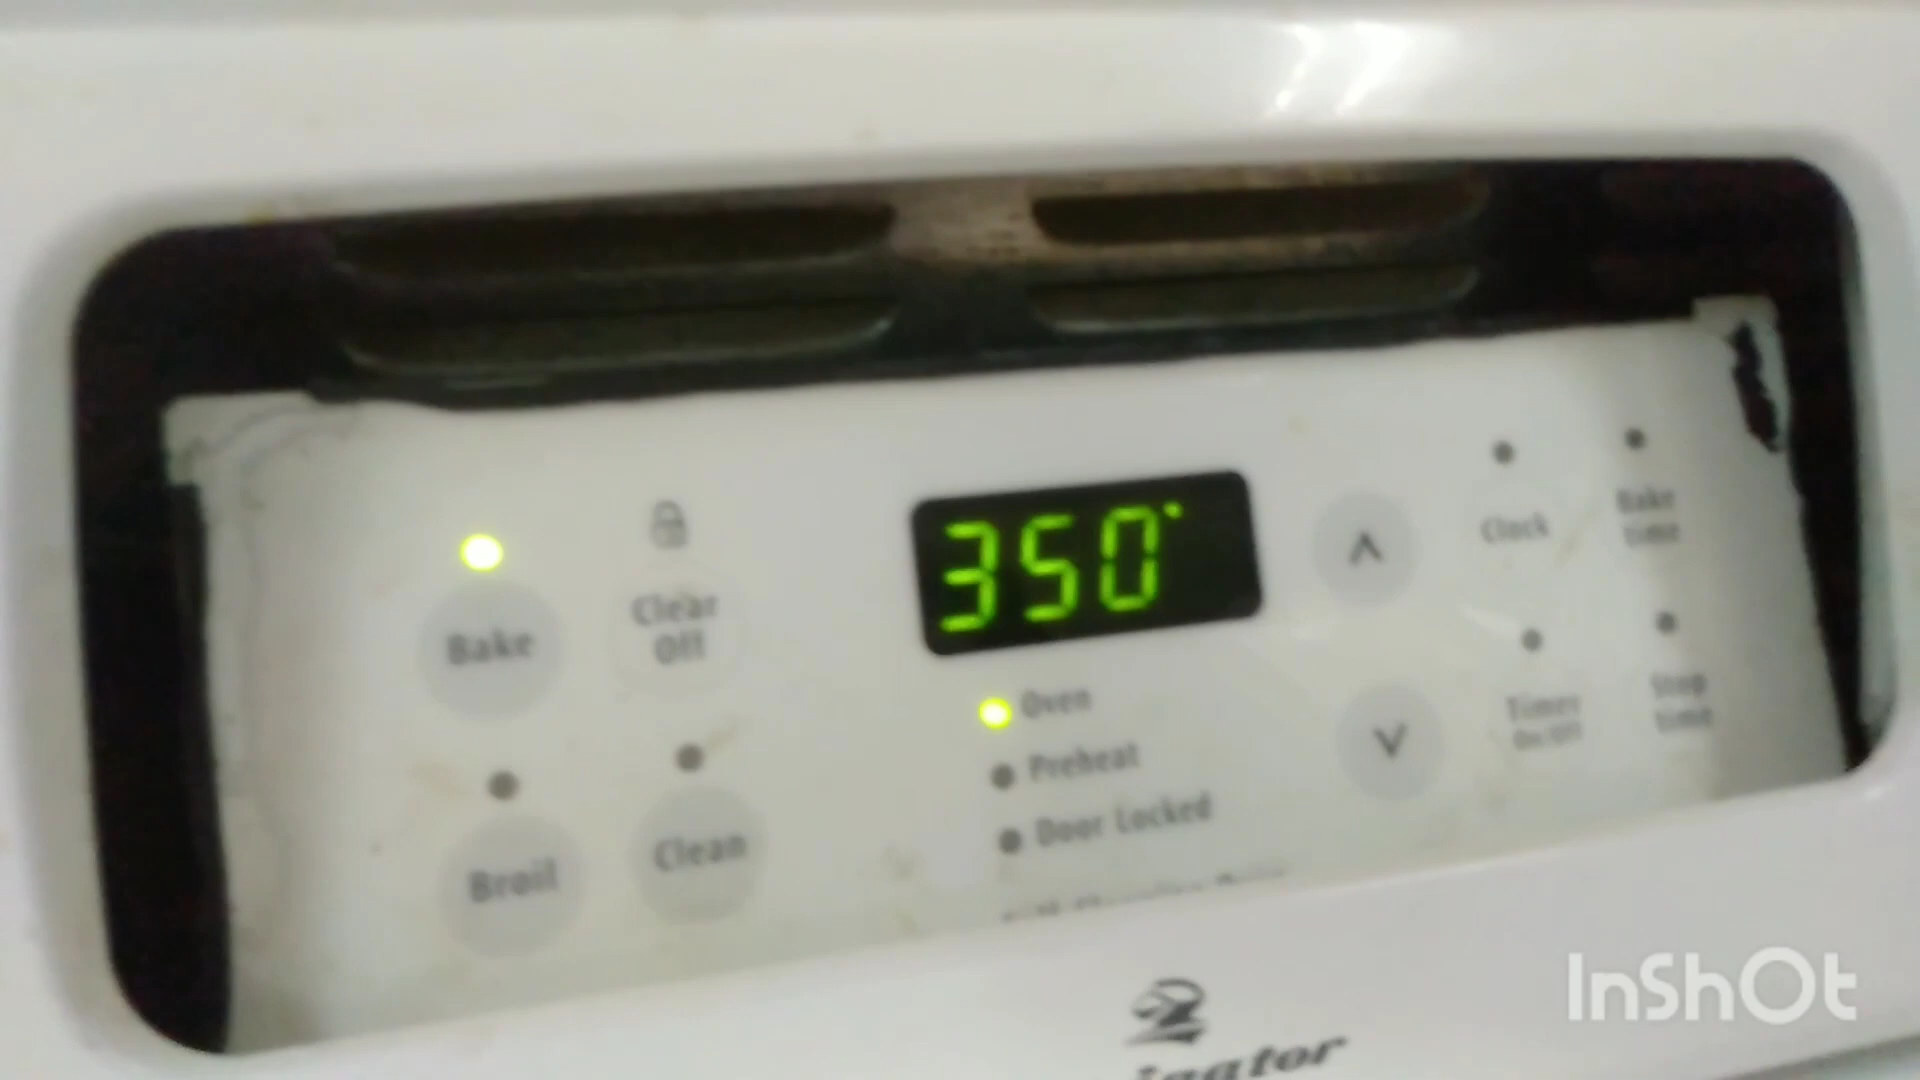 350°
Bake
Clear
Off
Clock
Bake
time
Oven
Preheat
Door Locked
Timer
On/Off
Stop
time
Broil
Clean
InShOt